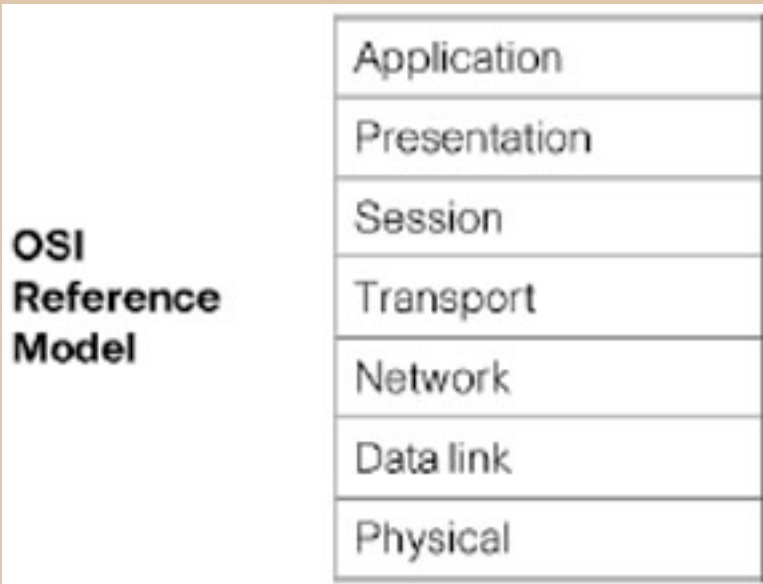 OSI
Reference
Model
Application
Presentation
Session
Transport
Network
Data link
Physical